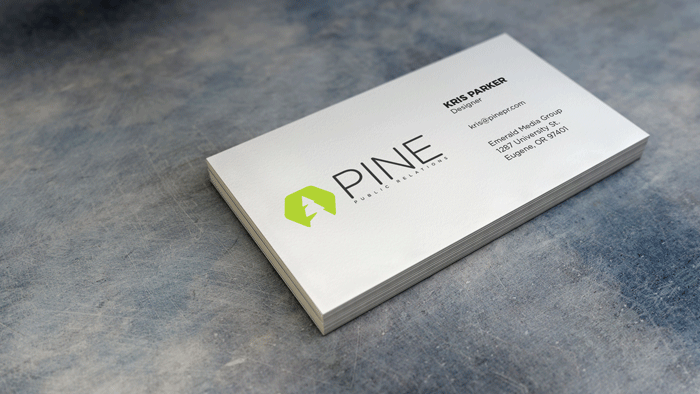 PINE
PUBLIC RELATIONS
KRIS PARKER
Designer
kris@pinepr.com
Emerald Media Group
1287 University St.
Eugene, OR 97401